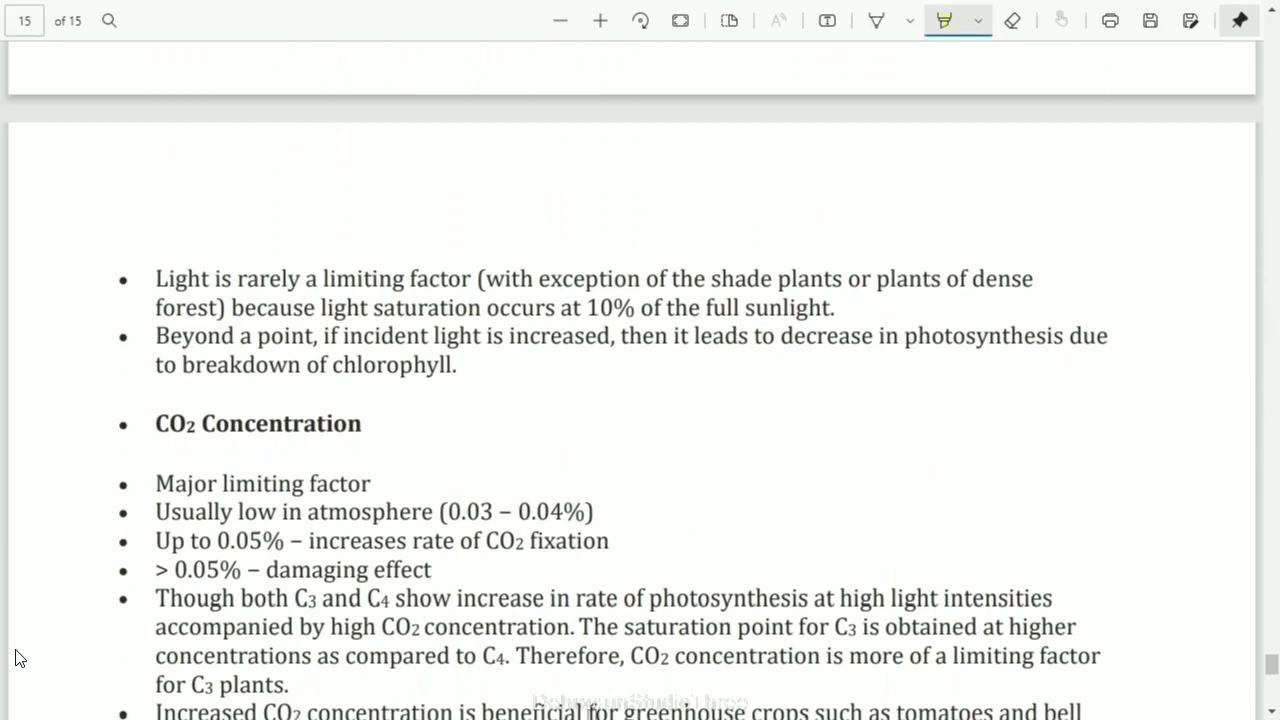 15 of 15
• Light is rarely a limiting factor (with exception of the shade plants or plants of dense
forest) because light saturation occurs at 10% of the full sunlight.
• Beyond a point, if incident light is increased, then it leads to decrease in photosynthesis due
to breakdown of chlorophyll.
• CO₂ Concentration
• Major limiting factor
• Usually low in atmosphere (0.03 – 0.04%)
• Up to 0.05% – increases rate of CO₂ fixation
• > 0.05% – damaging effect
• Though both C₃ and C₄ show increase in rate of photosynthesis at high light intensities
accompanied by high CO₂ concentration. The saturation point for C₃ is obtained at higher
concentrations as compared to C₄. Therefore, CO₂ concentration is more of a limiting factor
for C₃ plants.
• Increased CO₂ concentration is beneficial for greenhouse crops such as tomatoes and bell